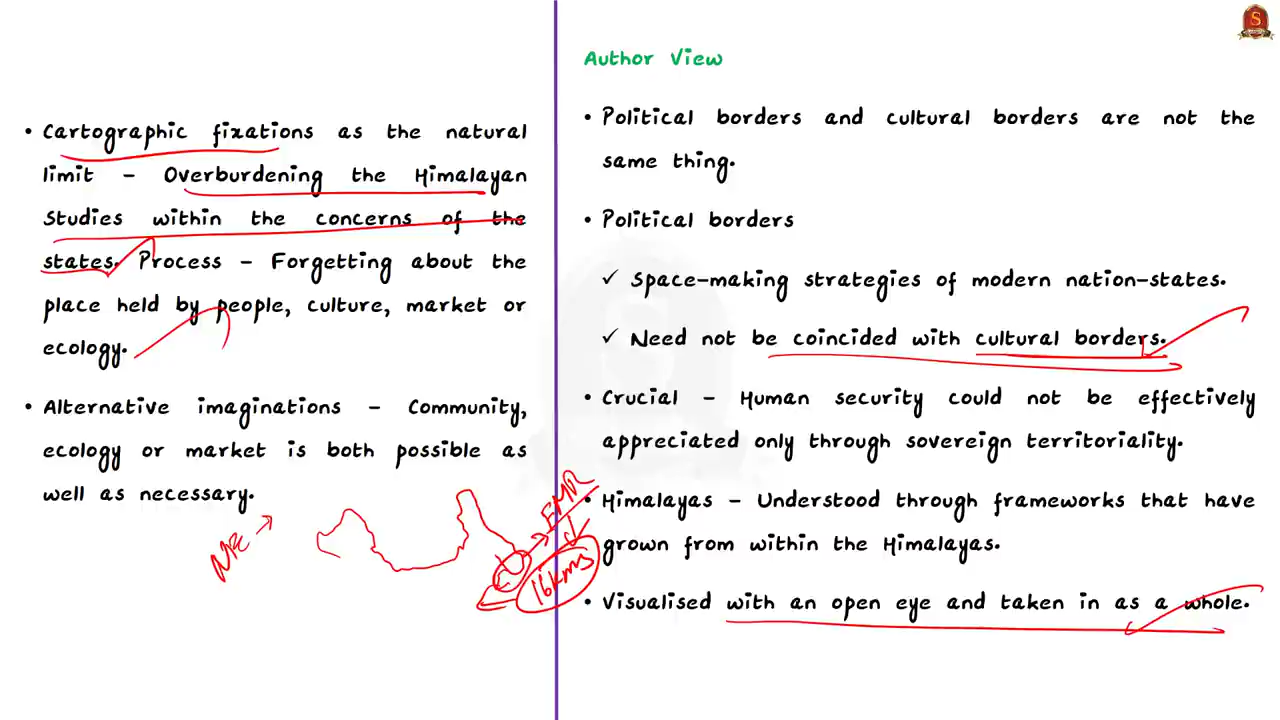 • Cartographic fixations as the natural
limit – Overburdening the Himalayan
Studies within the concerns of the
states. Process – Forgetting about the
place held by people, culture, market or
ecology.
• Alternative imaginations – Community,
ecology or market is both possible as
well as necessary.
NE →
Author View
• Political borders and cultural borders are not the
same thing.
• Political borders
✓ Space-making strategies of modern nation-states.
✓ Need not be coincided with cultural borders.
• Crucial – Human security could not be effectively
appreciated only through sovereign territoriality.
FMR
16kms
• Himalayas – Understood through frameworks that have
grown from within the Himalayas.
• Visualised with an open eye and taken in as a whole.
S